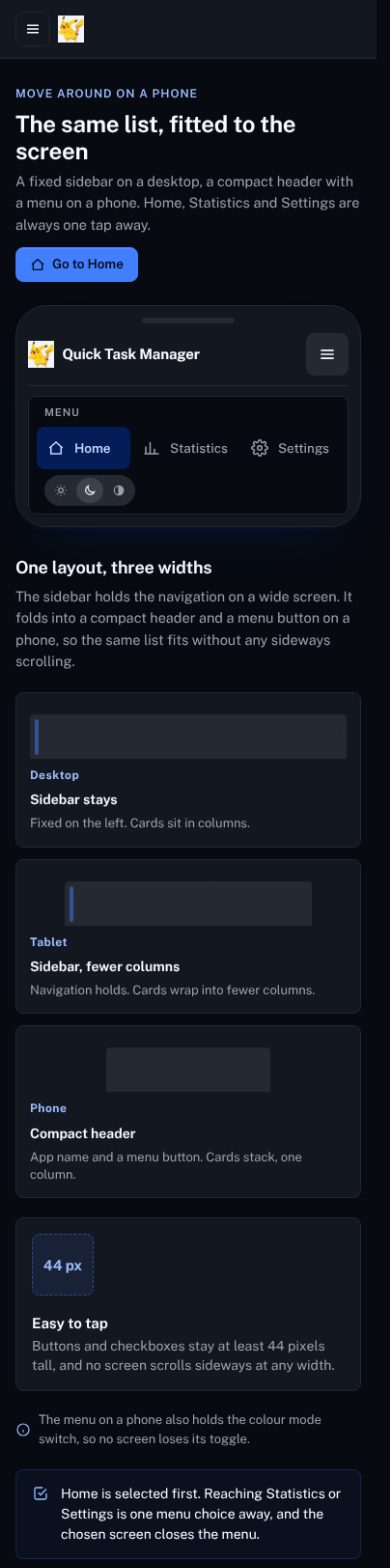 MOVE AROUND ON A PHONE
The same list, fitted to the
screen
A fixed sidebar on a desktop, a compact header with
a menu on a phone. Home, Statistics and Settings are
always one tap away.
Go to Home
Quick Task Manager
MENU
Home
Statistics
Settings
One layout, three widths
The sidebar holds the navigation on a wide screen. It
folds into a compact header and a menu button on a
phone, so the same list fits without any sideways
scrolling.
Desktop
Sidebar stays
Fixed on the left. Cards sit in columns.
Tablet
Sidebar, fewer columns
Navigation holds. Cards wrap into fewer columns.
Phone
Compact header
App name and a menu button. Cards stack, one
column.
44 px
Easy to tap
Buttons and checkboxes stay at least 44 pixels
tall, and no screen scrolls sideways at any width.
The menu on a phone also holds the colour mode
switch, so no screen loses its toggle.
Home is selected first. Reaching Statistics or
Settings is one menu choice away, and the
chosen screen closes the menu.